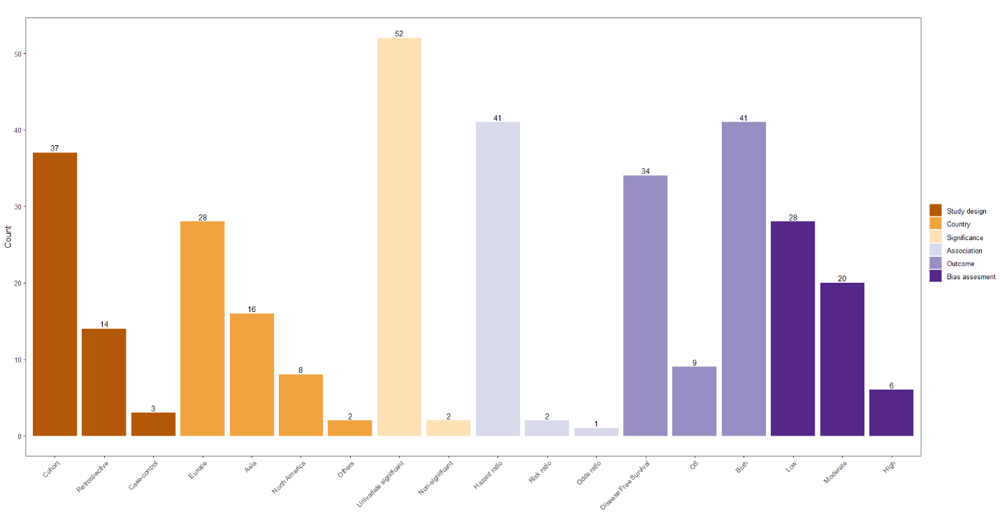 52
50
41
41
40
37
34
30
28
28
20
20
16
14
10
9
8
6
3
2
2
2
1
0
Count
Cohort
Retrospective
Case-control
Europe
Asia
North America
Others
Univariate significant
Non-significant
Hazard ratio
Risk ratio
Odds ratio
Disease Free Survival
OS
Both
Low
Moderate
High
Study design
Country
Significance
Association
Outcome
Bias assesment